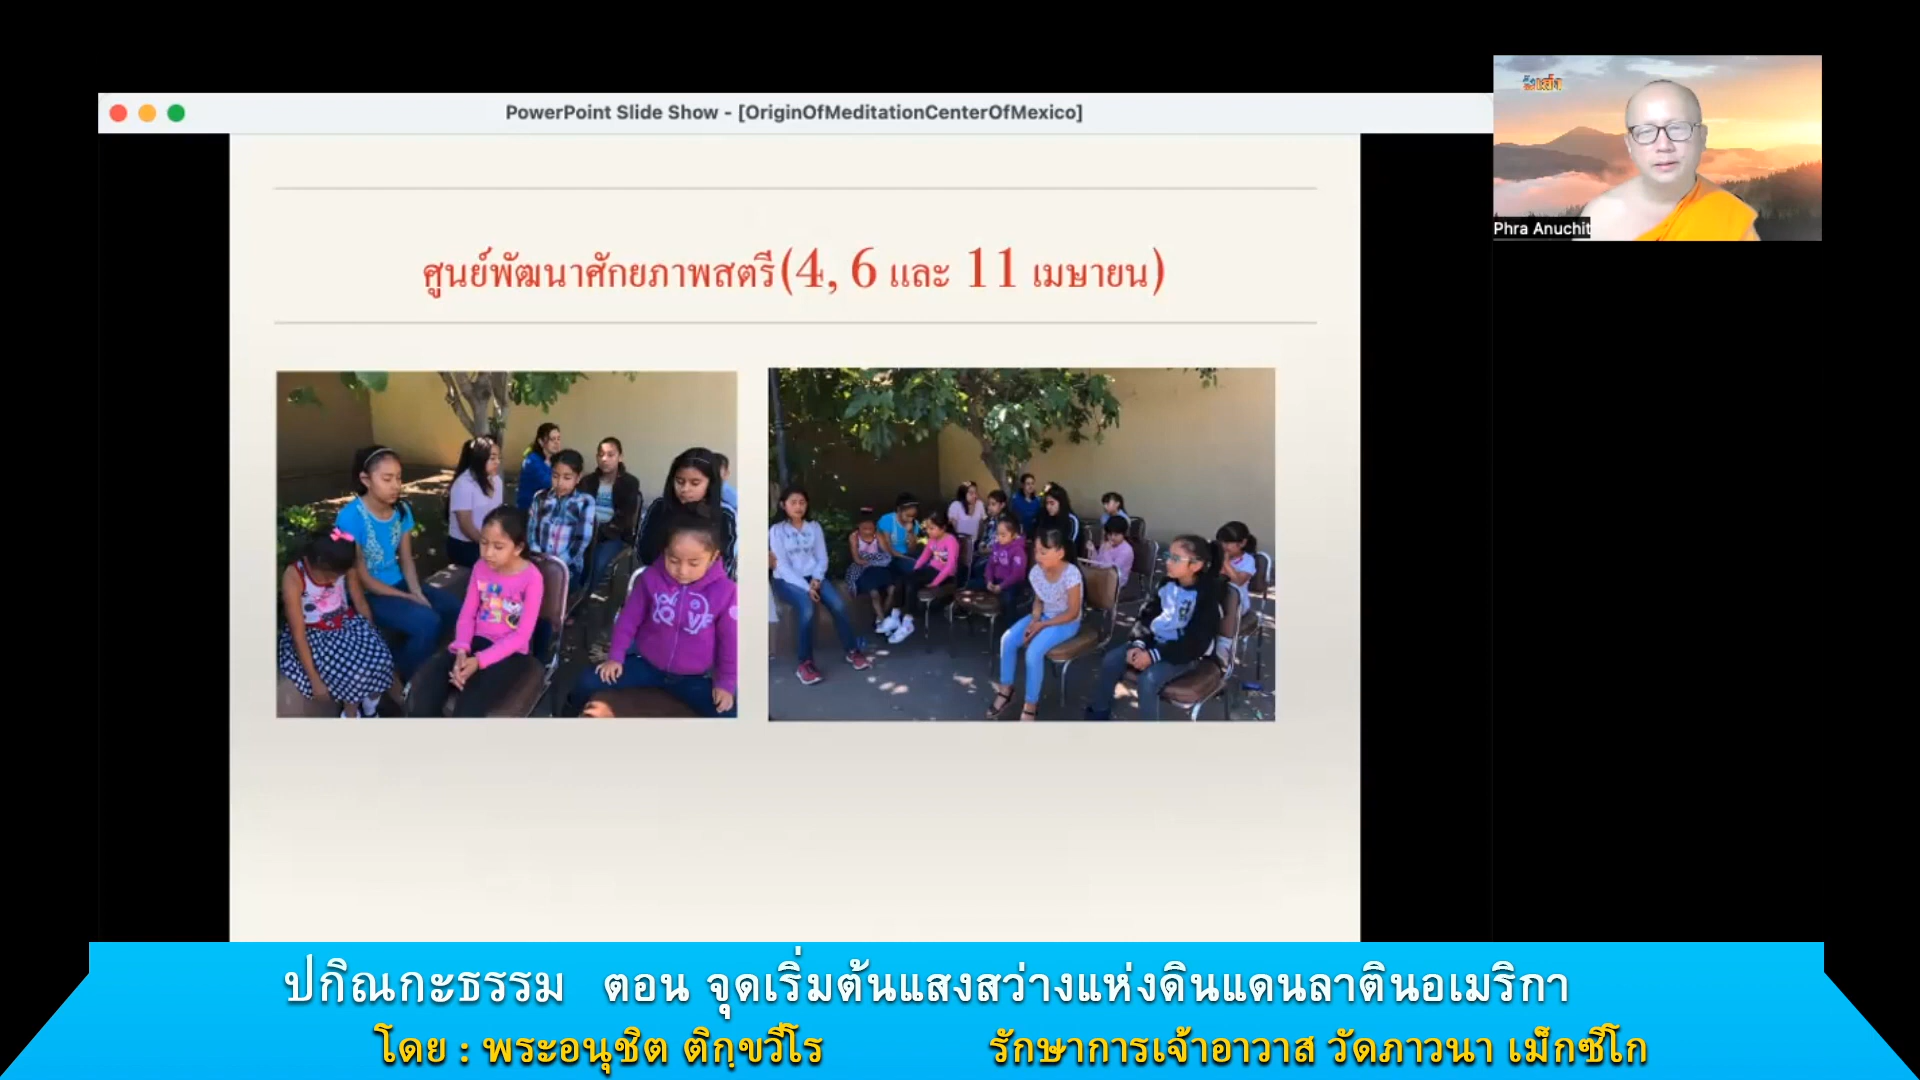 PowerPoint Slide Show - [OriginOfMeditationCenterOfMexico]
Phra Anuchit
ศูนย์พัฒนาศักยภาพสตรี(4, 6 และ 11 เมษายน)
ปกิณกะธรรม ตอน จุดเริ่มต้นแสงสว่างแห่งดินแดนลาตินอเมริกา
โดย : พระอนุชิต ติกฺขวีโร รักษาการเจ้าอาวาส วัดภาวนา เม็กซิโก